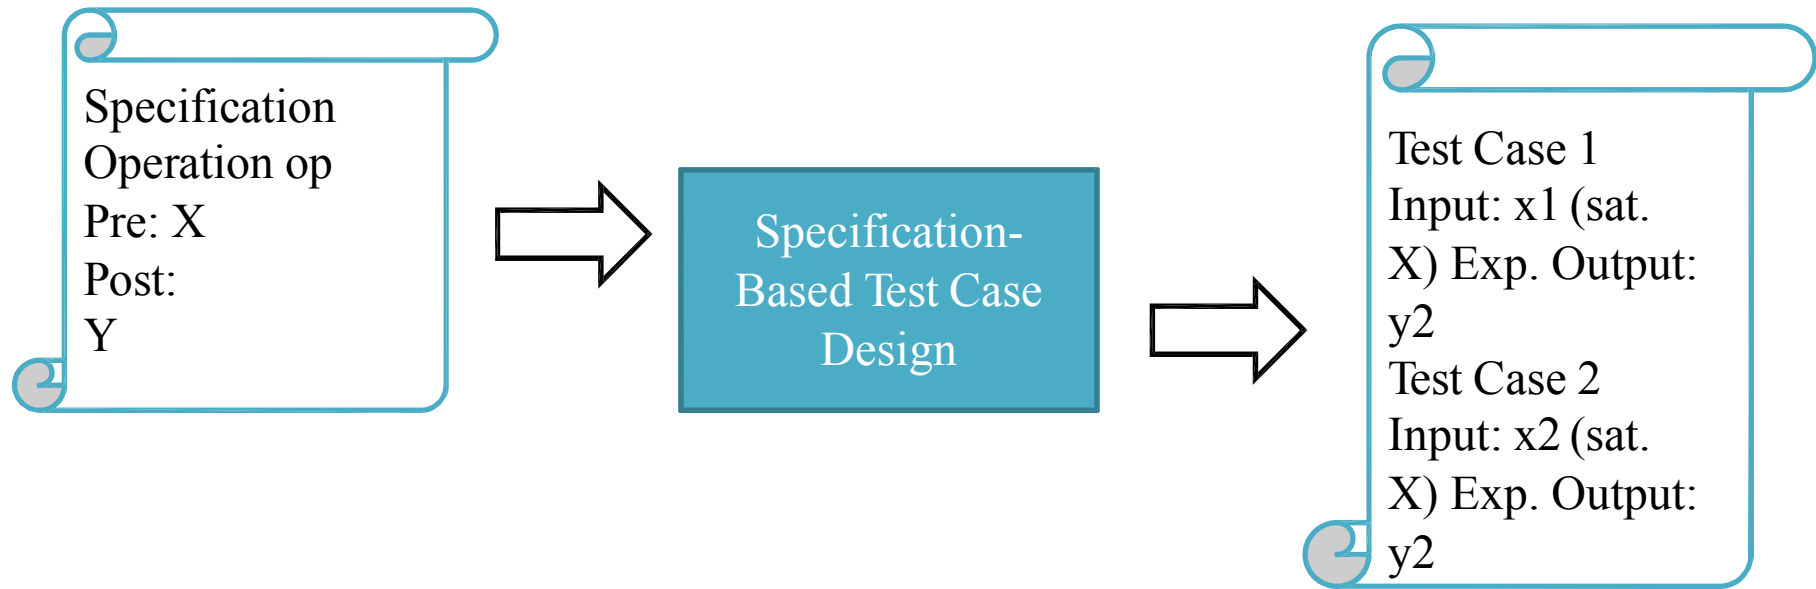 Specification
Operation op
Pre: X
Post:
Y
Specification-
Based Test Case
Design
Test Case 1
Input: x1 (sat.
X) Exp. Output:
y2
Test Case 2
Input: x2 (sat.
X) Exp. Output:
y2